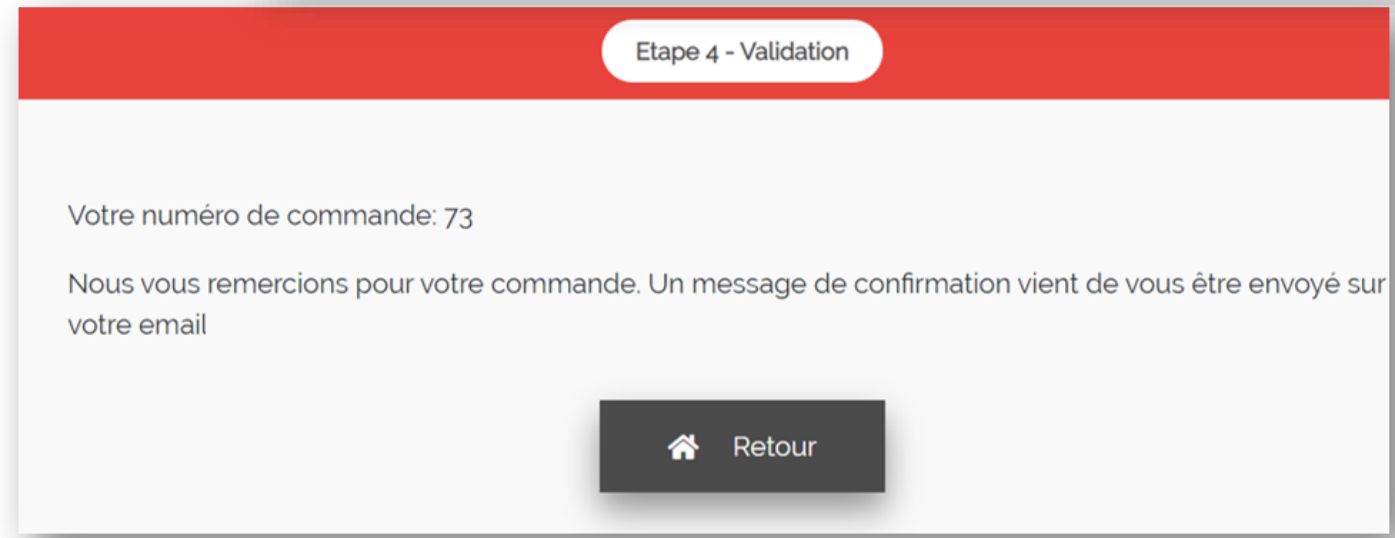 Etape 4 - Validation
Votre numéro de commande: 73
Nous vous remercions pour votre commande. Un message de confirmation vient de vous être envoyé sur
votre email
Retour